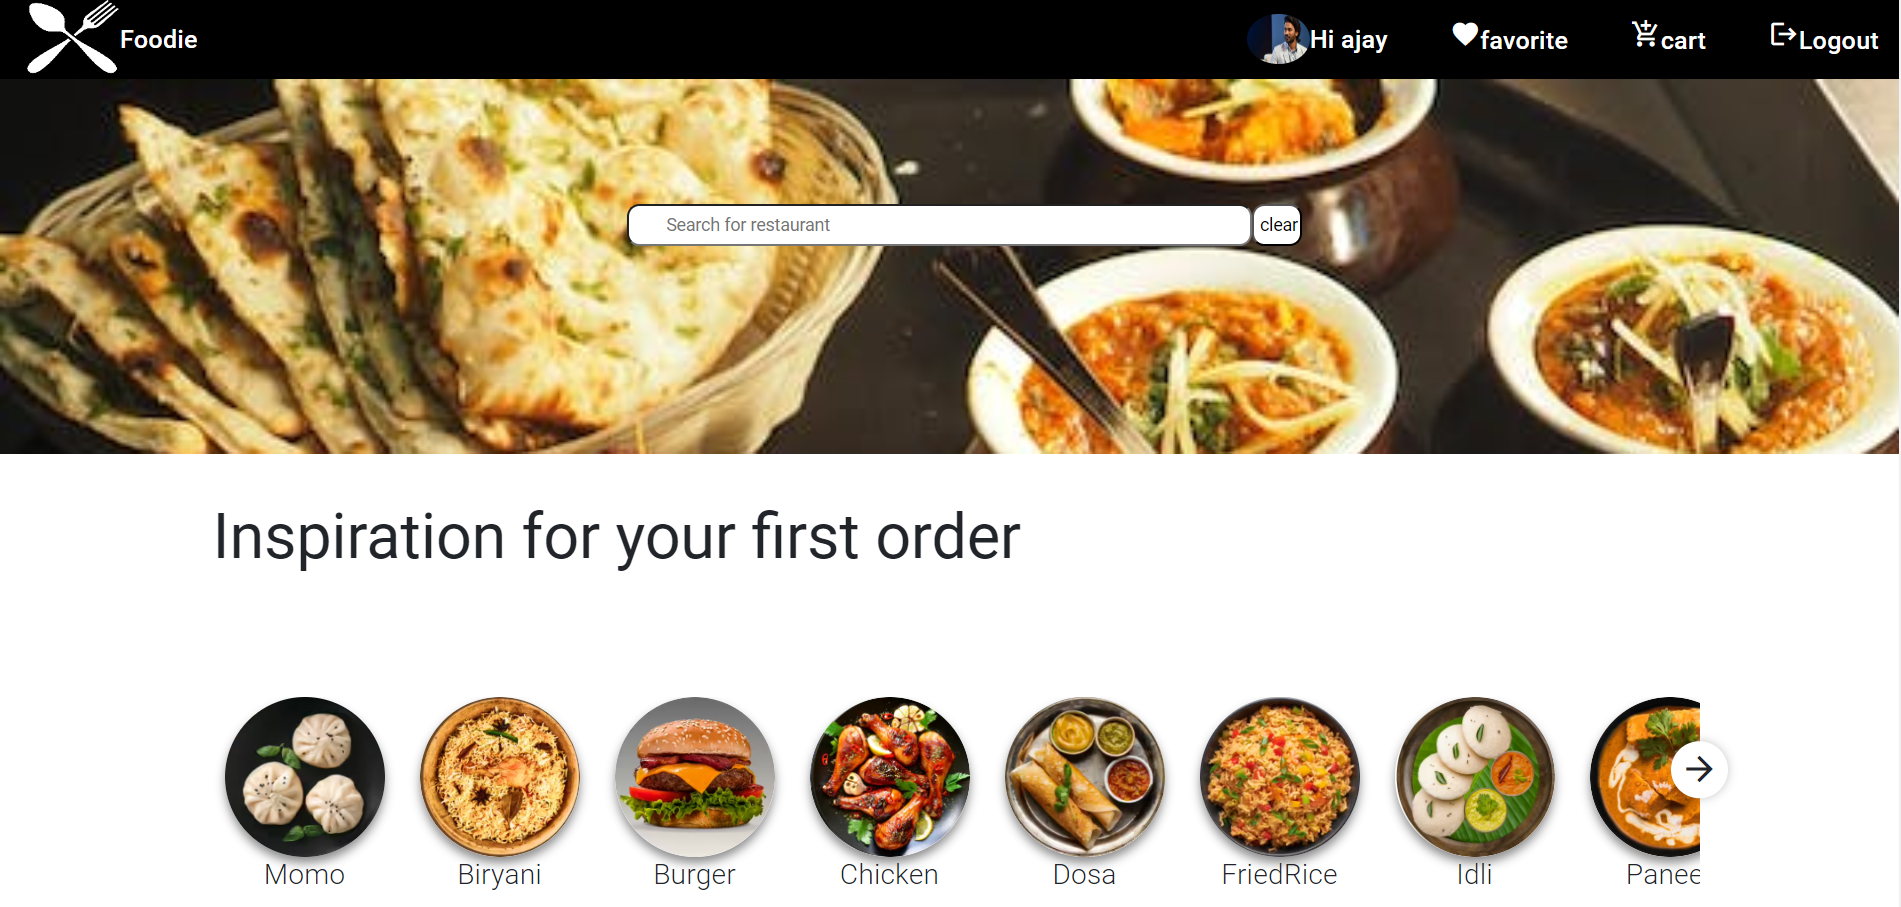 Foodie
Hi ajay
favorite
cart
Logout
Search for restaurant
clear
Inspiration for your first order
Momo
Biryani
Burger
Chicken
Dosa
FriedRice
Idli
Panee